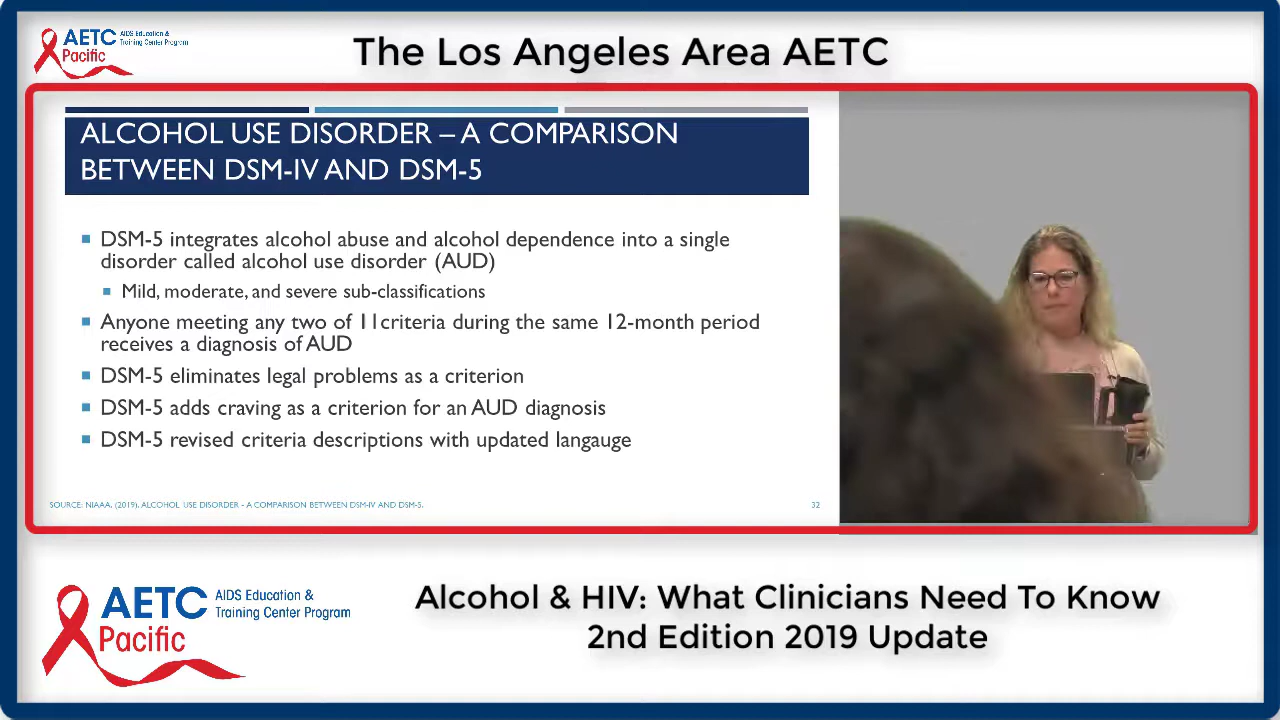 AETC
AIDS Education &
Training Center Program
Pacific
The Los Angeles Area AETC
ALCOHOL USE DISORDER – A COMPARISON
BETWEEN DSM-IV AND DSM-5
DSM-5 integrates alcohol abuse and alcohol dependence into a single
disorder called alcohol use disorder (AUD)
Mild, moderate, and severe sub-classifications
Anyone meeting any two of 11criteria during the same 12-month period
receives a diagnosis of AUD
DSM-5 eliminates legal problems as a criterion
DSM-5 adds craving as a criterion for an AUD diagnosis
DSM-5 revised criteria descriptions with updated langauge
SOURCE: NIAAA. (2019). ALCOHOL USE DISORDER - A COMPARISON BETWEEN DSM-IV AND DSM-5.
32
AETC
AIDS Education &
Training Center Program
Pacific
Alcohol & HIV: What Clinicians Need To Know
2nd Edition 2019 Update